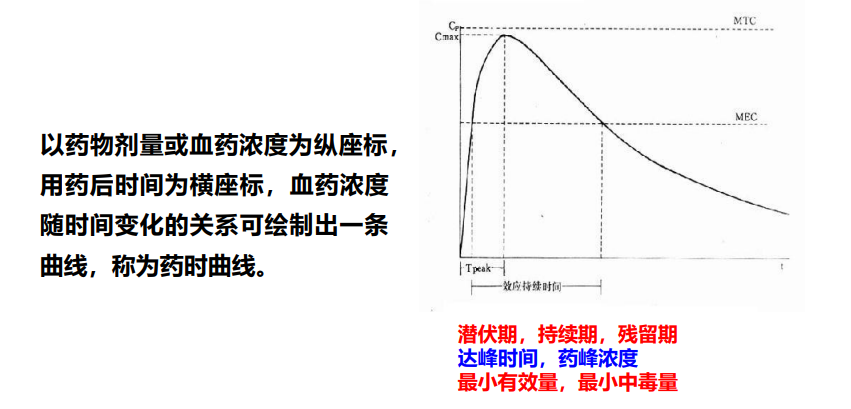 以药物剂量或血药浓度为纵座标，
用药后时间为横座标，血药浓度
随时间变化的关系可绘制出一条
曲线，称为药时曲线。
MTC
Cmax
MEC
Tpeak
t
效应持续时间
潜伏期，持续期，残留期
达峰时间，药峰浓度
最小有效量，最小中毒量